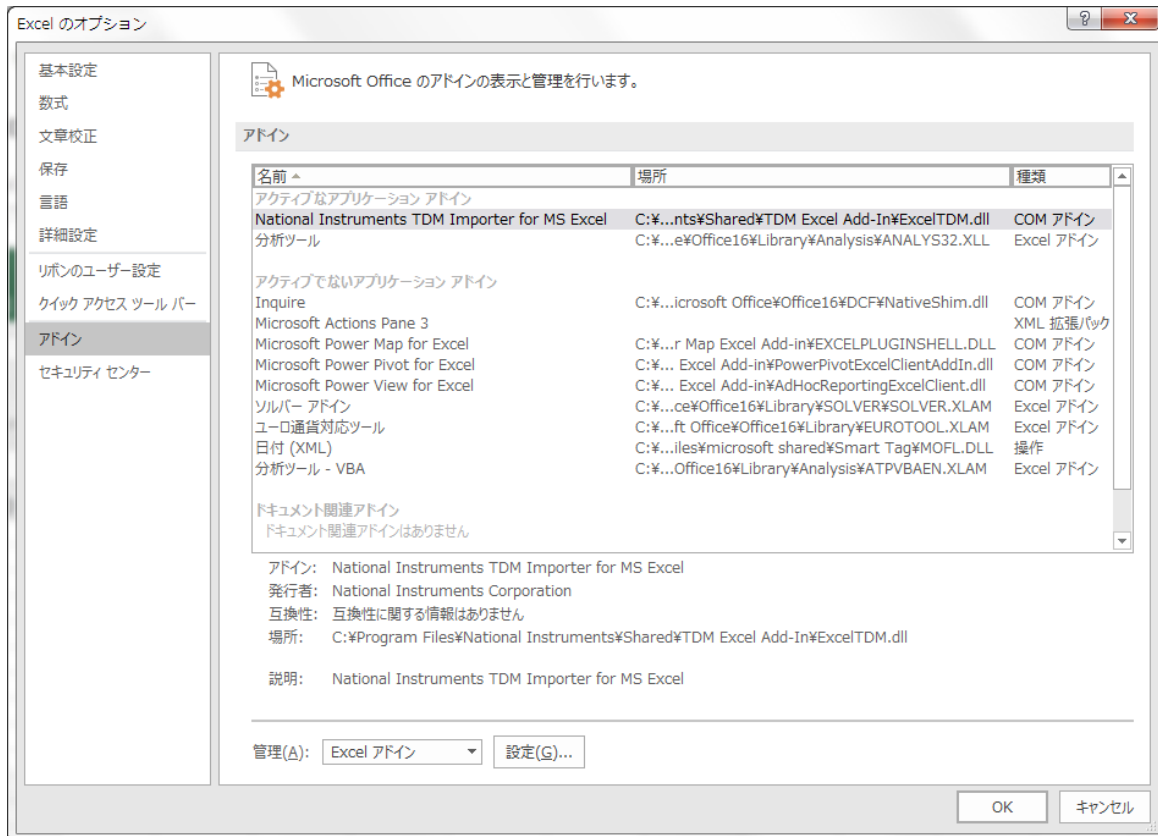 Excel のオプション
基本設定
数式
文章校正
保存
言語
詳細設定
リボンのユーザー設定
クイック アクセス ツール バー
アドイン
セキュリティ センター
Microsoft Office のアドインの表示と管理を行います。
アドイン
名前 場所 種類
アクティブなアプリケーション アドイン
National Instruments TDM Importer for MS Excel C:¥...nts¥Shared¥TDM Excel Add-In¥ExcelTDM.dll COM アドイン
分析ツール C:¥...e¥Office16¥Library¥Analysis¥ANALYS32.XLL Excel アドイン
アクティブでないアプリケーション アドイン
Inquire C:¥...icrosoft Office¥Office16¥DCF¥NativeShim.dll COM アドイン
Microsoft Actions Pane 3 XML 拡張パック
Microsoft Power Map for Excel C:¥...r Map Excel Add-in¥EXCELPLUGINSHELL.DLL COM アドイン
Microsoft Power Pivot for Excel C:¥... Excel Add-in¥PowerPivotExcelClientAddIn.dll COM アドイン
Microsoft Power View for Excel C:¥... Excel Add-in¥AdHocReportingExcelClient.dll COM アドイン
ソルバー アドイン C:¥...ce¥Office16¥Library¥SOLVER¥SOLVER.XLAM Excel アドイン
ユーロ通貨対応ツール C:¥...ft Office¥Office16¥Library¥EUROTOOL.XLAM Excel アドイン
日付 (XML) C:¥...iles¥microsoft shared¥Smart Tag¥MOFL.DLL 操作
分析ツール - VBA C:¥...Office16¥Library¥Analysis¥ATPVBAEN.XLAM Excel アドイン
ドキュメント関連アドイン
ドキュメント関連アドインはありません
アドイン: National Instruments TDM Importer for MS Excel
発行者: National Instruments Corporation
互換性: 互換性に関する情報はありません
場所: C:¥Program Files¥National Instruments¥Shared¥TDM Excel Add-In¥ExcelTDM.dll
説明: National Instruments TDM Importer for MS Excel
管理(A): Excel アドイン 設定(G)...
OK キャンセル